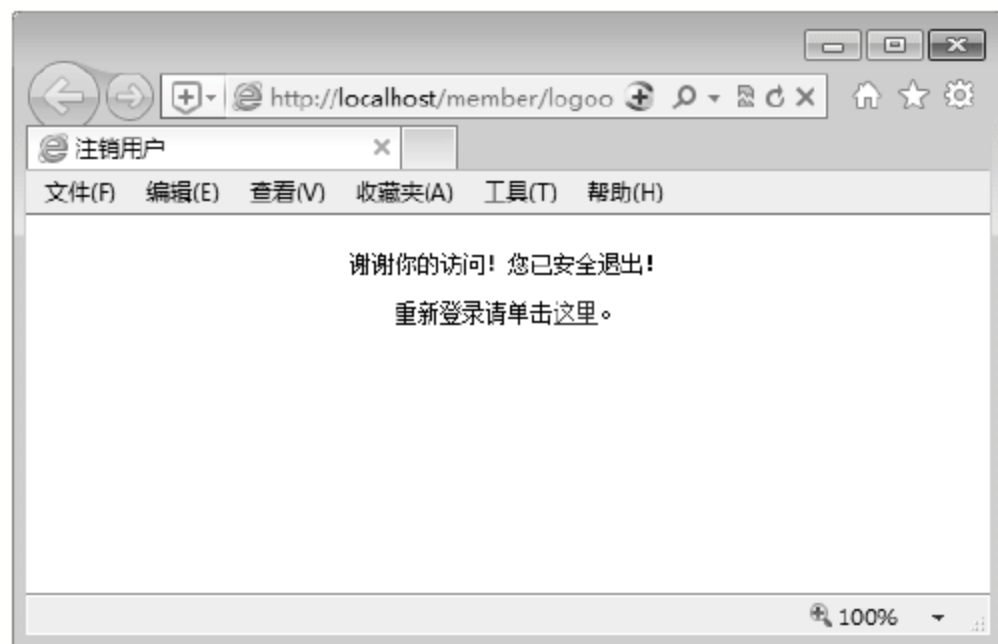 http://localhost/member/logoo
注销用户
文件(F) 编辑(E) 查看(V) 收藏夹(A) 工具(T) 帮助(H)
谢谢你的访问！您已安全退出！
重新登录请单击这里。
100%